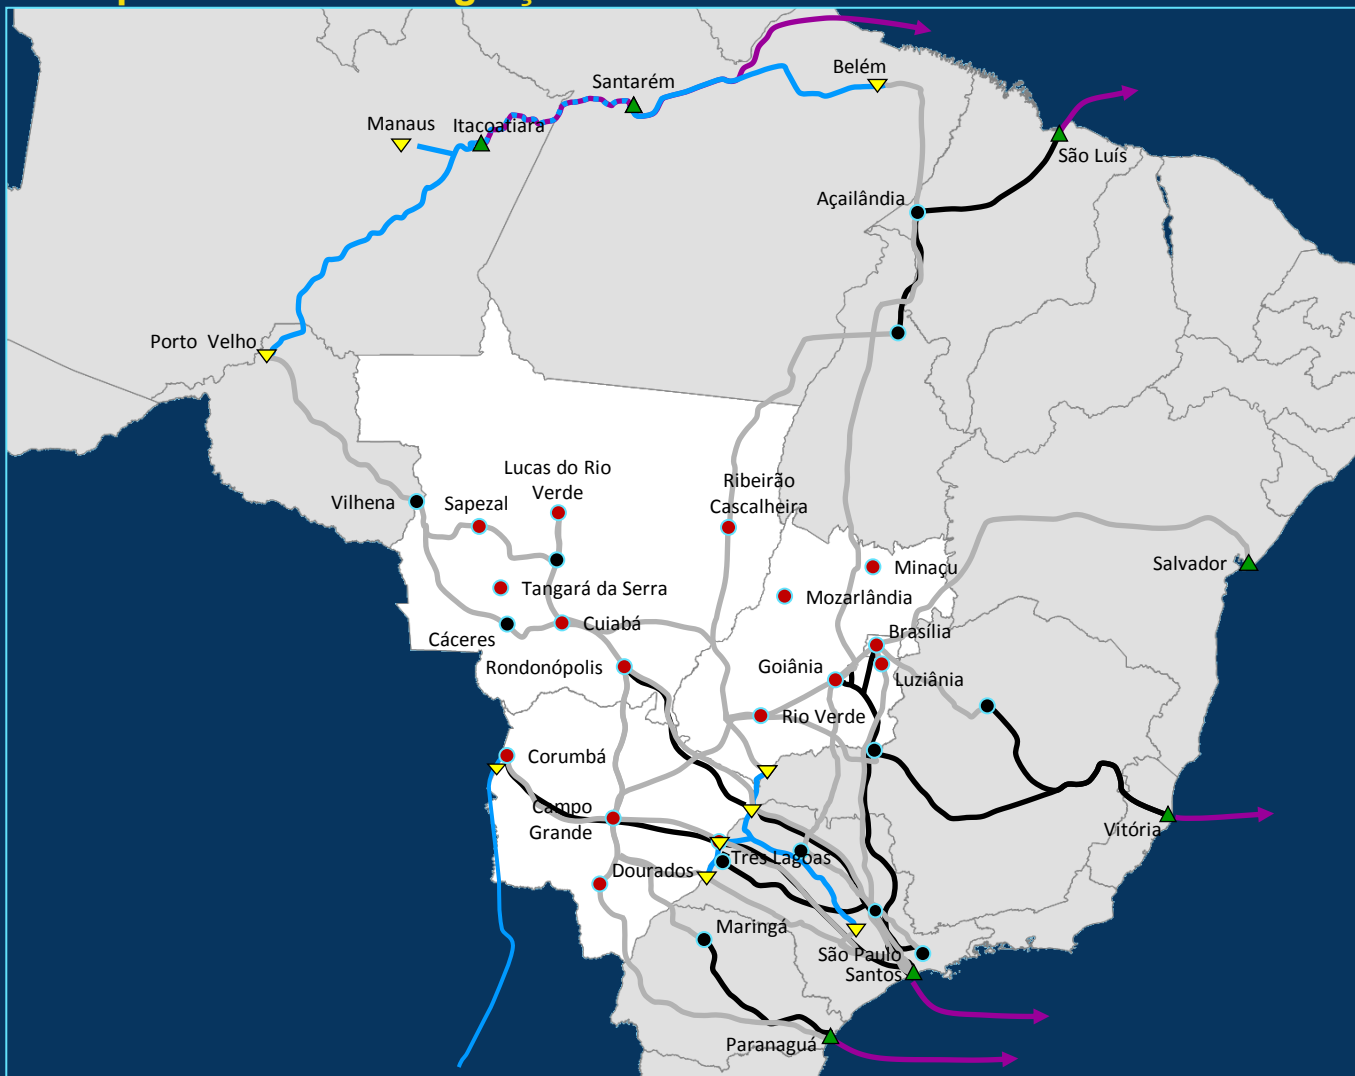 Belém
Santarém
Manaus
Itacoatiara
São Luís
Açailândia
Porto  Velho
Lucas do Rio
Verde
Ribeirão
Cascalheira
Vilhena
Sapezal
Salvador
Minaçu
Tangará da Serra
Mozarlândia
Cuiabá
Cáceres
Brasília
Rondonópolis
Goiânia
Luziânia
Rio Verde
Corumbá
Campo
Grande
Vitória
Tres Lagoas
Dourados
Maringá
São Paulo
Santos
Paranaguá